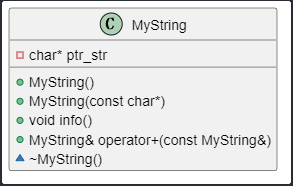 C MyString
char* ptr_str
MyString()
MyString(const char*)
void info()
MyString& operator+(const MyString&)
~MyString()